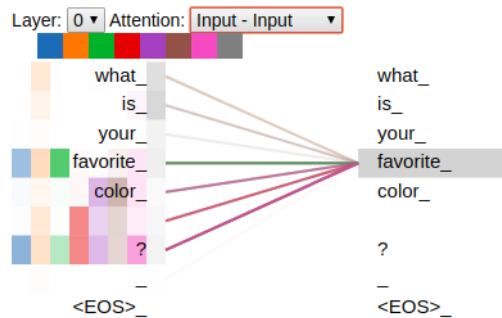 Layer: 0 Attention: Input - Input
what_ what_
is_ is_
your_ your_
favorite_ favorite_
color_ color_
? ?
_ _
<EOS>_ <EOS>_